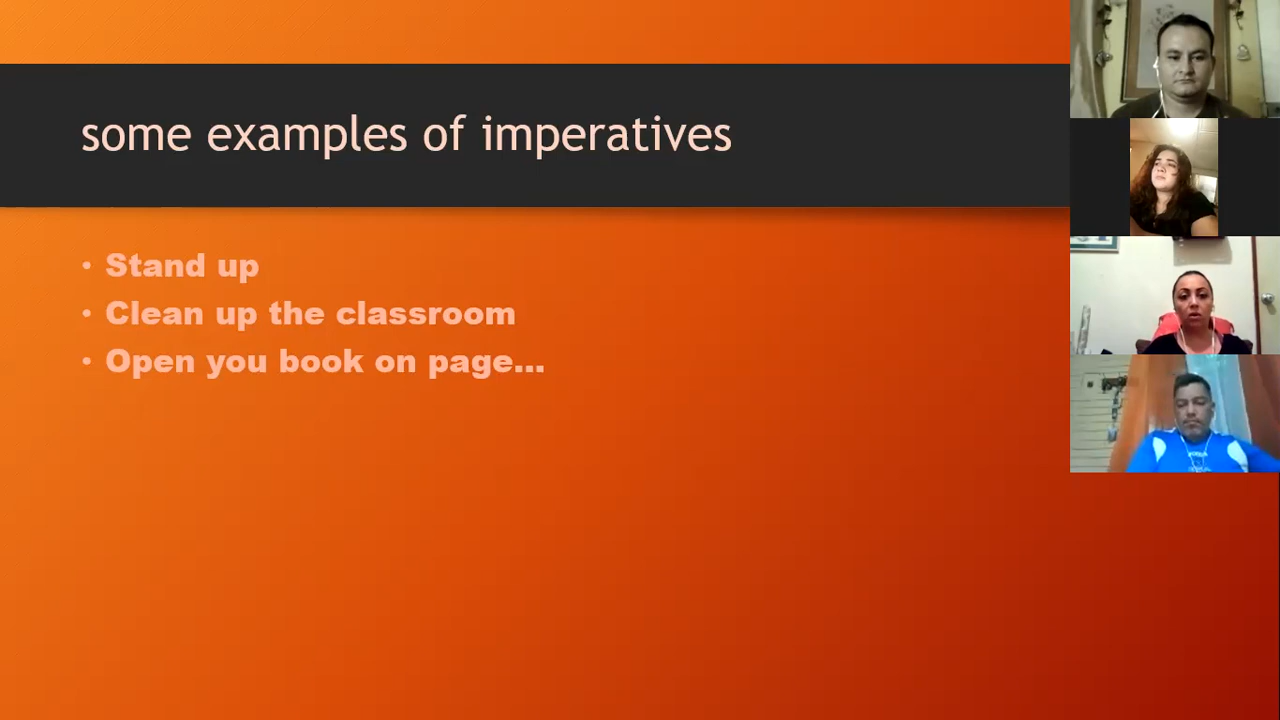 some examples of imperatives
• Stand up
• Clean up the classroom
• Open you book on page...